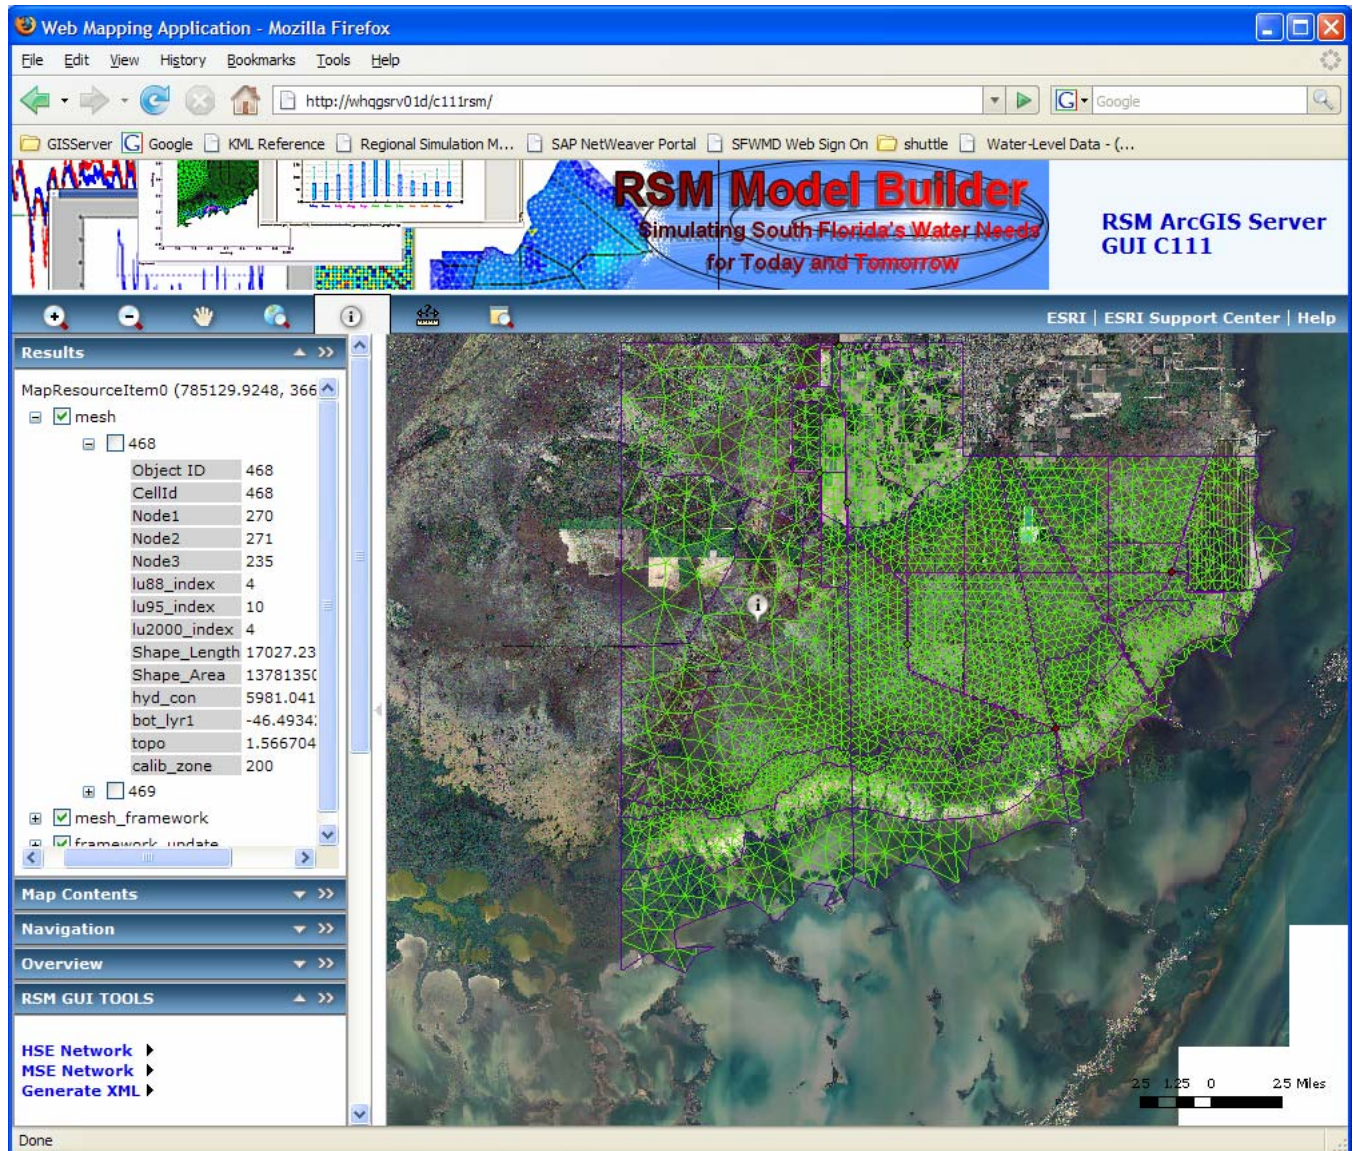 Web Mapping Application - Mozilla Firefox
File Edit View History Bookmarks Tools Help
http://whqgsrv01d/c111rsm/ Google
GISServer Google KML Reference Regional Simulation M... SAP NetWeaver Portal SFWMD Web Sign On shuttle Water-Level Data - (...
RSM Model Builder
Simulating South Florida's Water Needs
for Today and Tomorrow
RSM ArcGIS Server
GUI C111
ESRI | ESRI Support Center | Help
Results
MapResourceItem0 (785129.9248, 366
mesh
468
Object ID 468
CellId 468
Node1 270
Node2 271
Node3 235
lu88_index 4
lu95_index 10
lu2000_index 4
Shape_Length 17027.23
Shape_Area 1378135
hyd_con 5981.041
bot_lyr1 -46.4934
topo 1.566704
calib_zone 200
469
mesh_framework
framework_update
Map Contents
Navigation
Overview
RSM GUI TOOLS
HSE Network
MSE Network
Generate XML
2.5 1.25 0 2.5 Miles
Done